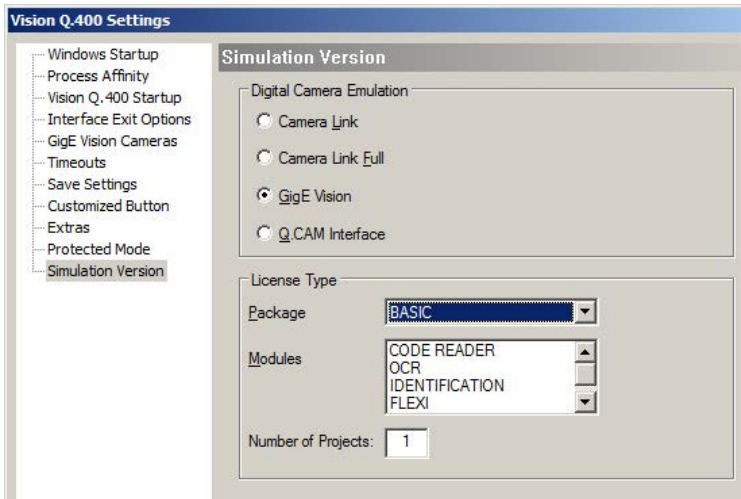 Vision Q.400 Settings
Windows Startup
Process Affinity
Vision Q.400 Startup
Interface Exit Options
GigE Vision Cameras
Timeouts
Save Settings
Customized Button
Extras
Protected Mode
Simulation Version
Simulation Version
Digital Camera Emulation
Camera Link
Camera Link Full
GigE Vision
Q.CAM Interface
License Type
Package
BASIC
Modules
CODE READER
OCR
IDENTIFICATION
FLEXI
Number of Projects: 1